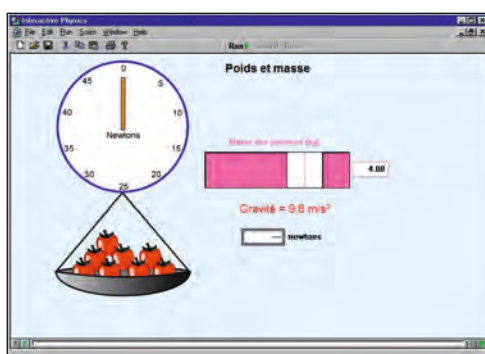 Interactive Physics
File Edit Run Script Window Help
Run
Poids et masse
0
45
5
40
10
Newtons
35
15
30
20
25
Masse des pommes (kg)
4.00
Gravité = 9.8 m/s²
newtons